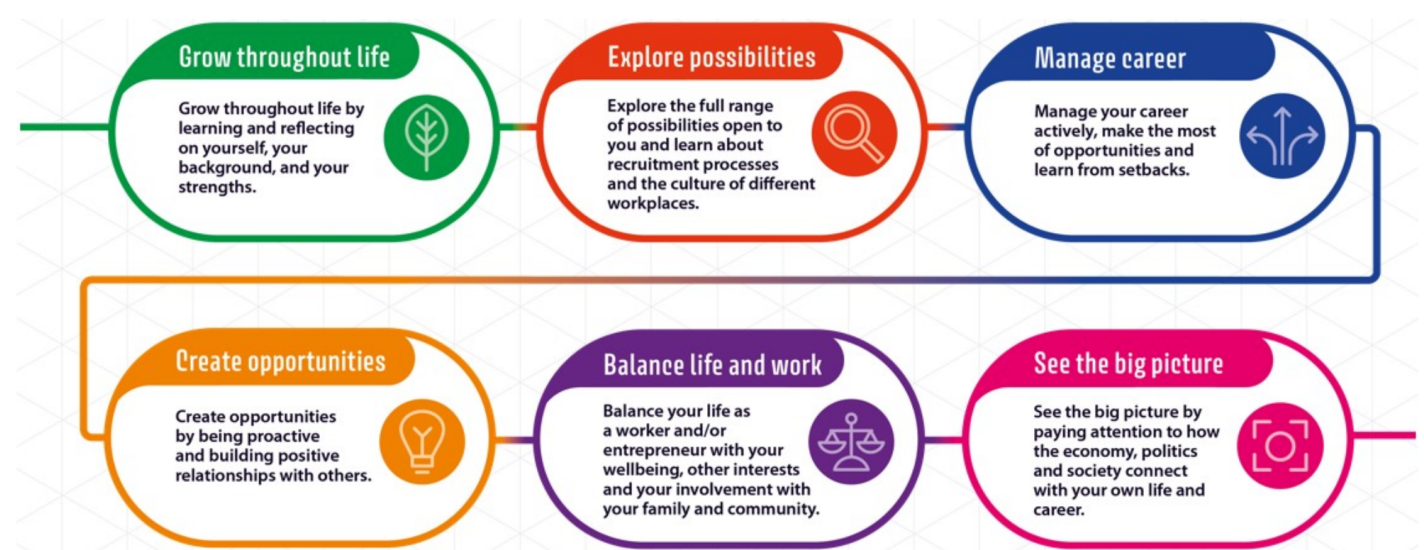 Grow throughout life
Grow throughout life by
learning and reflecting
on yourself, your
background, and your
strengths.
Explore possibilities
Explore the full range
of possibilities open to
you and learn about
recruitment processes
and the culture of different
workplaces.
Manage career
Manage your career
actively, make the most
of opportunities and
learn from setbacks.
Create opportunities
Create opportunities
by being proactive
and building positive
relationships with others.
Balance life and work
Balance your life as
a worker and/or
entrepreneur with your
wellbeing, other interests
and your involvement with
your family and community.
See the big picture
See the big picture by
paying attention to how
the economy, politics
and society connect
with your own life and
career.